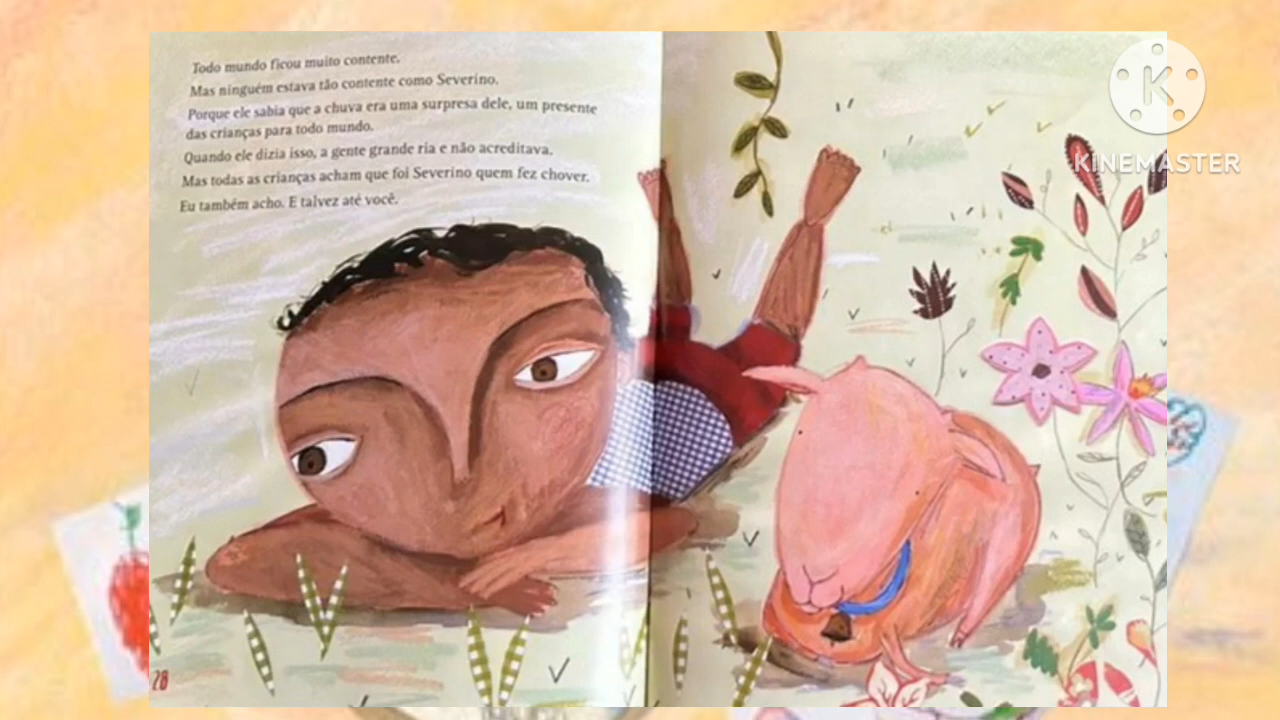 Todo mundo ficou muito contente.
Mas ninguém estava tão contente como Severino.
Porque ele sabia que a chuva era uma surpresa dele, um presente
das crianças para todo mundo.
Quando ele dizia isso, a gente grande ria e não acreditava.
Mas todas as crianças acham que foi Severino quem fez chover.
Eu também acho. E talvez até você.
28
K
KINEMASTER